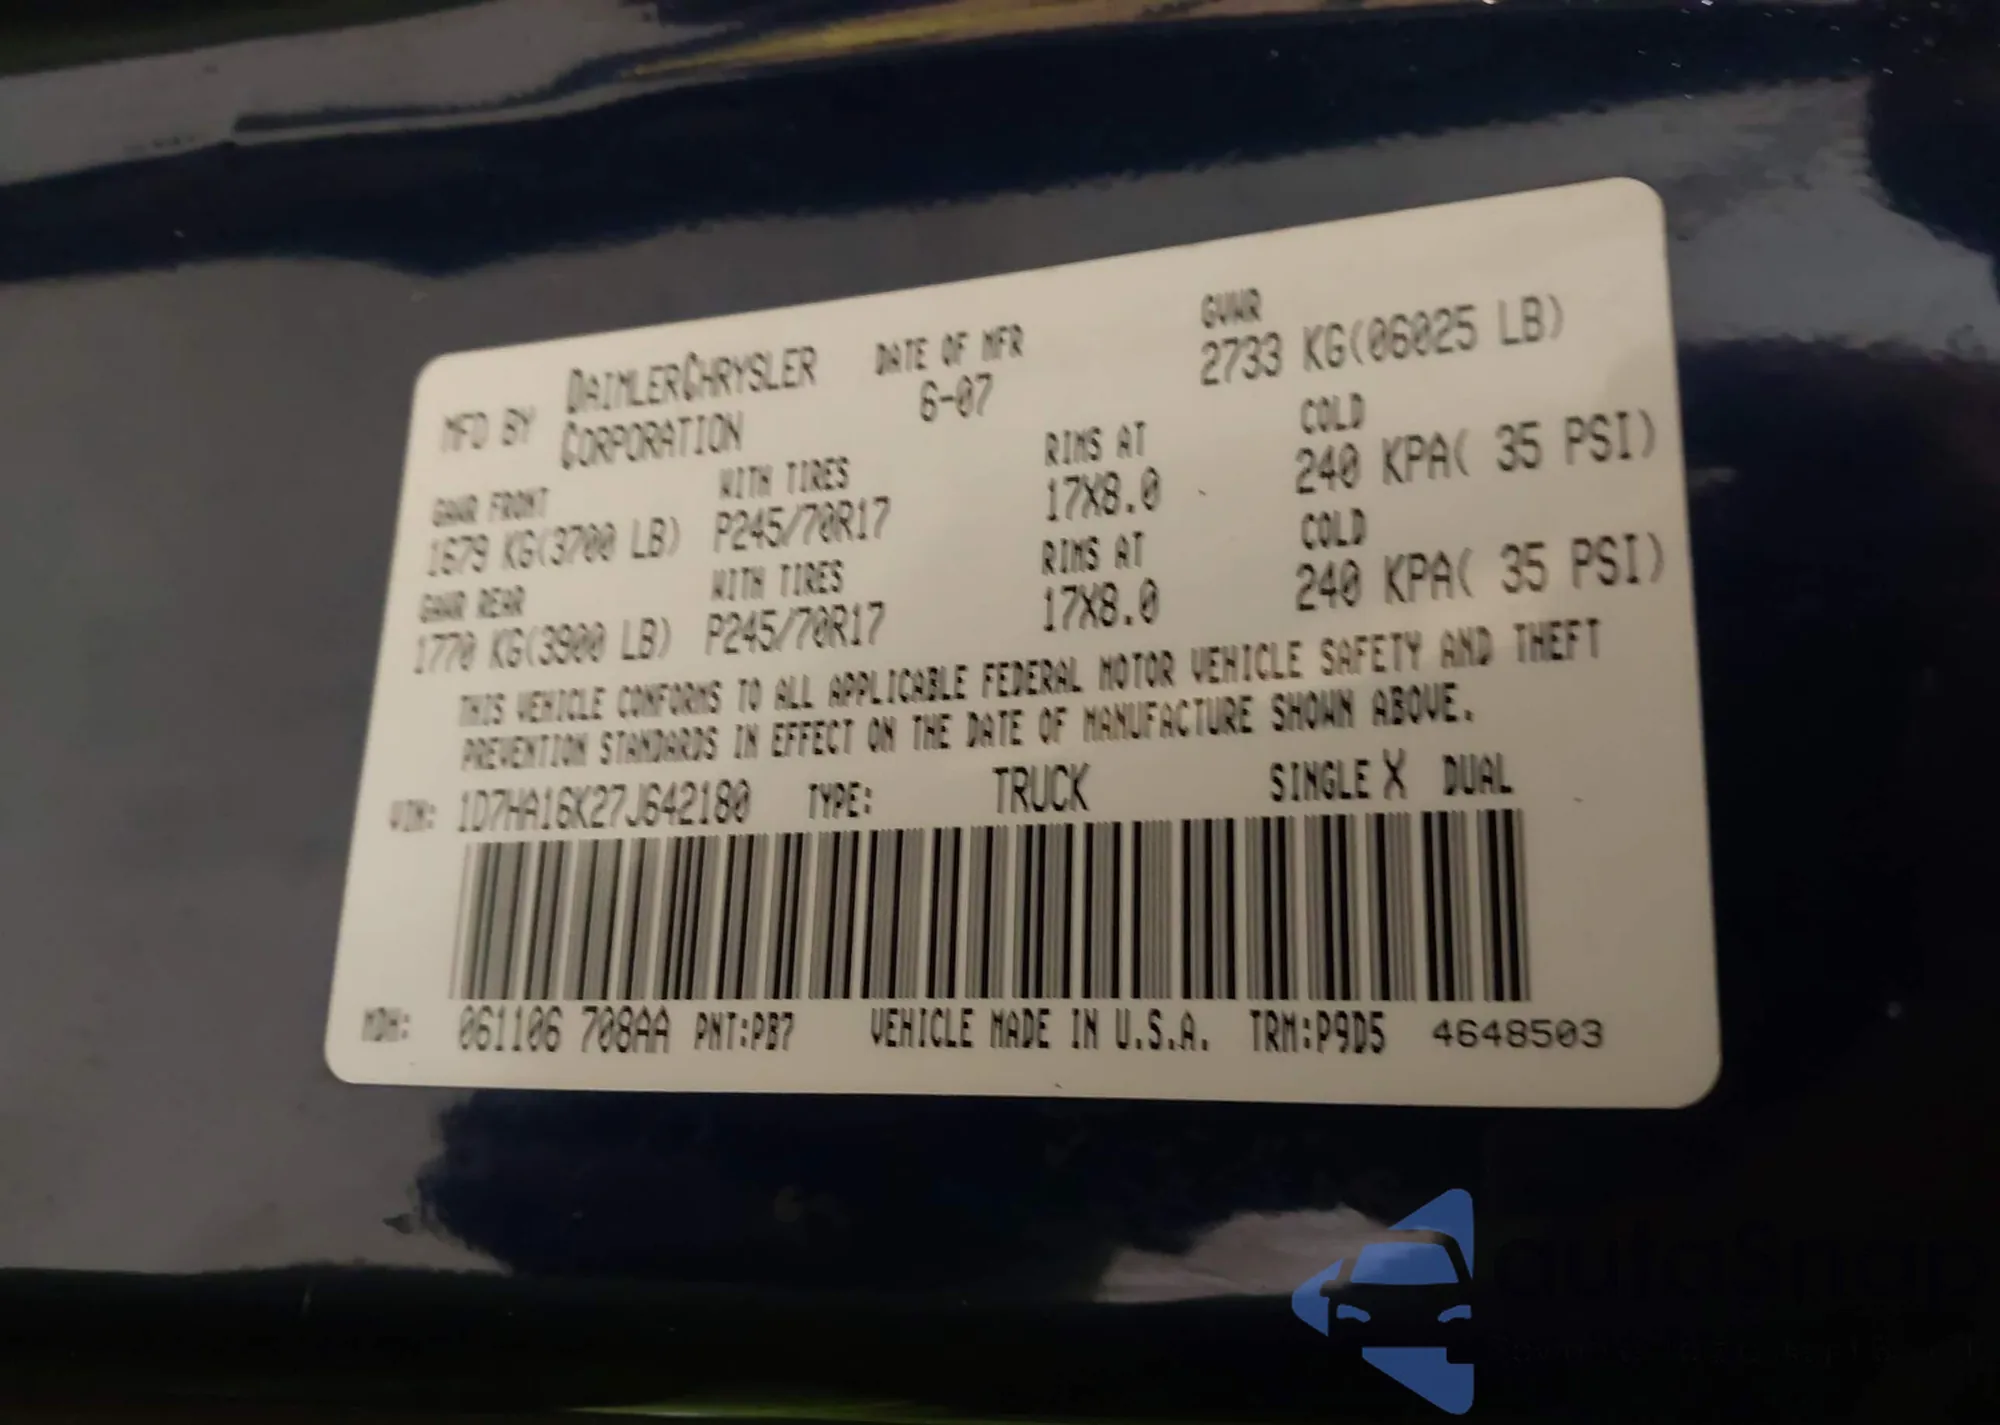 MFD BY DAIMLERCHRYSLER CORPORATION DATE OF MFR 6-07 GVWR 2733 KG(06025 LB)
GAWR FRONT WITH TIRES RIMS AT COLD
1679 KG(3700 LB) P245/70R17 17X8.0 240 KPA( 35 PSI)
GAWR REAR WITH TIRES RIMS AT COLD
1770 KG(3900 LB) P245/70R17 17X8.0 240 KPA( 35 PSI)
THIS VEHICLE CONFORMS TO ALL APPLICABLE FEDERAL MOTOR VEHICLE SAFETY AND THEFT
PREVENTION STANDARDS IN EFFECT ON THE DATE OF MANUFACTURE SHOWN ABOVE.
VIN: 1D7HA16K27J642180 TYPE: TRUCK SINGLE X DUAL
MDH: 061106 708AA PNT:PB7 VEHICLE MADE IN U.S.A. TRM:P9D5 4648503
autoSnap